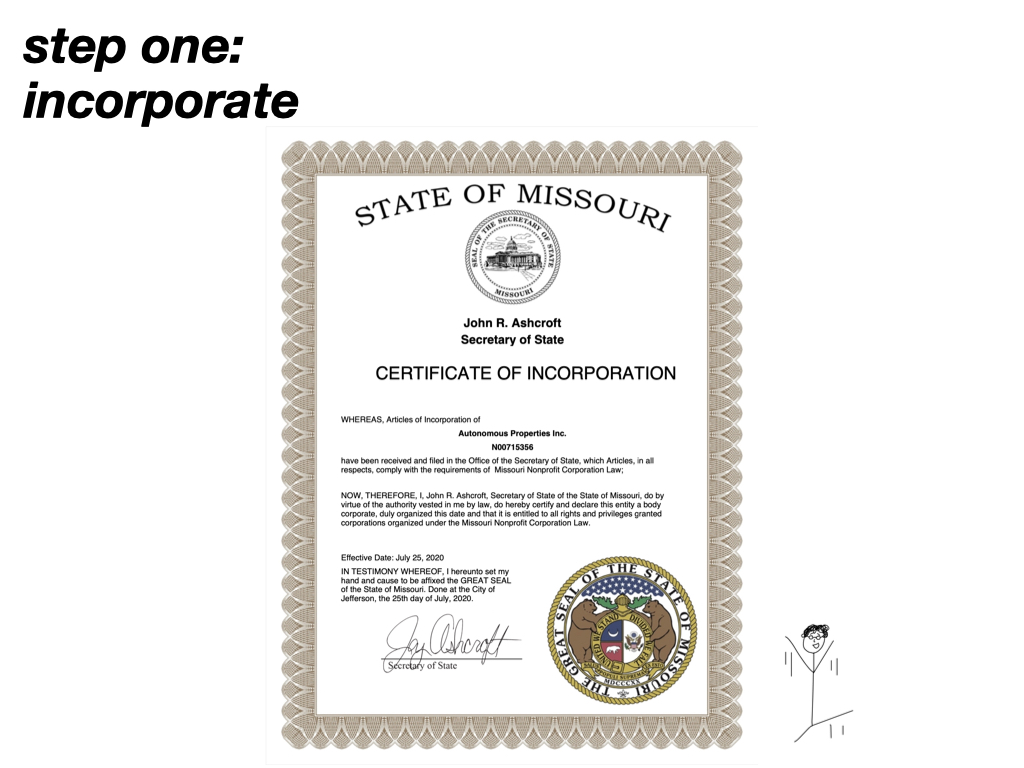 step one:
incorporate
STATE OF MISSOURI
SEAL OF THE SECRETARY OF STATE
MISSOURI
John R. Ashcroft
Secretary of State
CERTIFICATE OF INCORPORATION
WHEREAS, Articles of Incorporation of
Autonomous Properties Inc.
N00715356
have been received and filed in the Office of the Secretary of State, which Articles, in all
respects, comply with the requirements of Missouri Nonprofit Corporation Law;
NOW, THEREFORE, I, John R. Ashcroft, Secretary of State of the State of Missouri, do by
virtue of the authority vested in me by law, do hereby certify and declare this entity a body
corporate, duly organized this date and that it is entitled to all rights and privileges granted
corporations organized under the Missouri Nonprofit Corporation Law.
Effective Date: July 25, 2020
IN TESTIMONY WHEREOF, I hereunto set my
hand and cause to be affixed the GREAT SEAL
of the State of Missouri. Done at the City of
Jefferson, the 25th day of July, 2020.
Jay Ashcroft
Secretary of State
THE GREAT SEAL OF THE STATE OF MISSOURI
UNITED WE STAND DIVIDED WE FALL
MDCCCXX